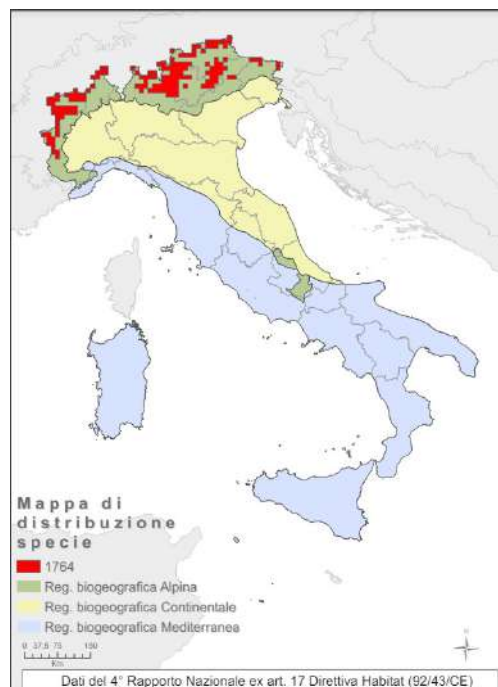 Mappa di
distribuzione
specie
1764
Reg. biogeografica Alpina
Reg. biogeografica Continentale
Reg. biogeografica Mediterranea
0 37,5 75 150
Km
Dati del 4° Rapporto Nazionale ex art. 17 Direttiva Habitat (92/43/CE)